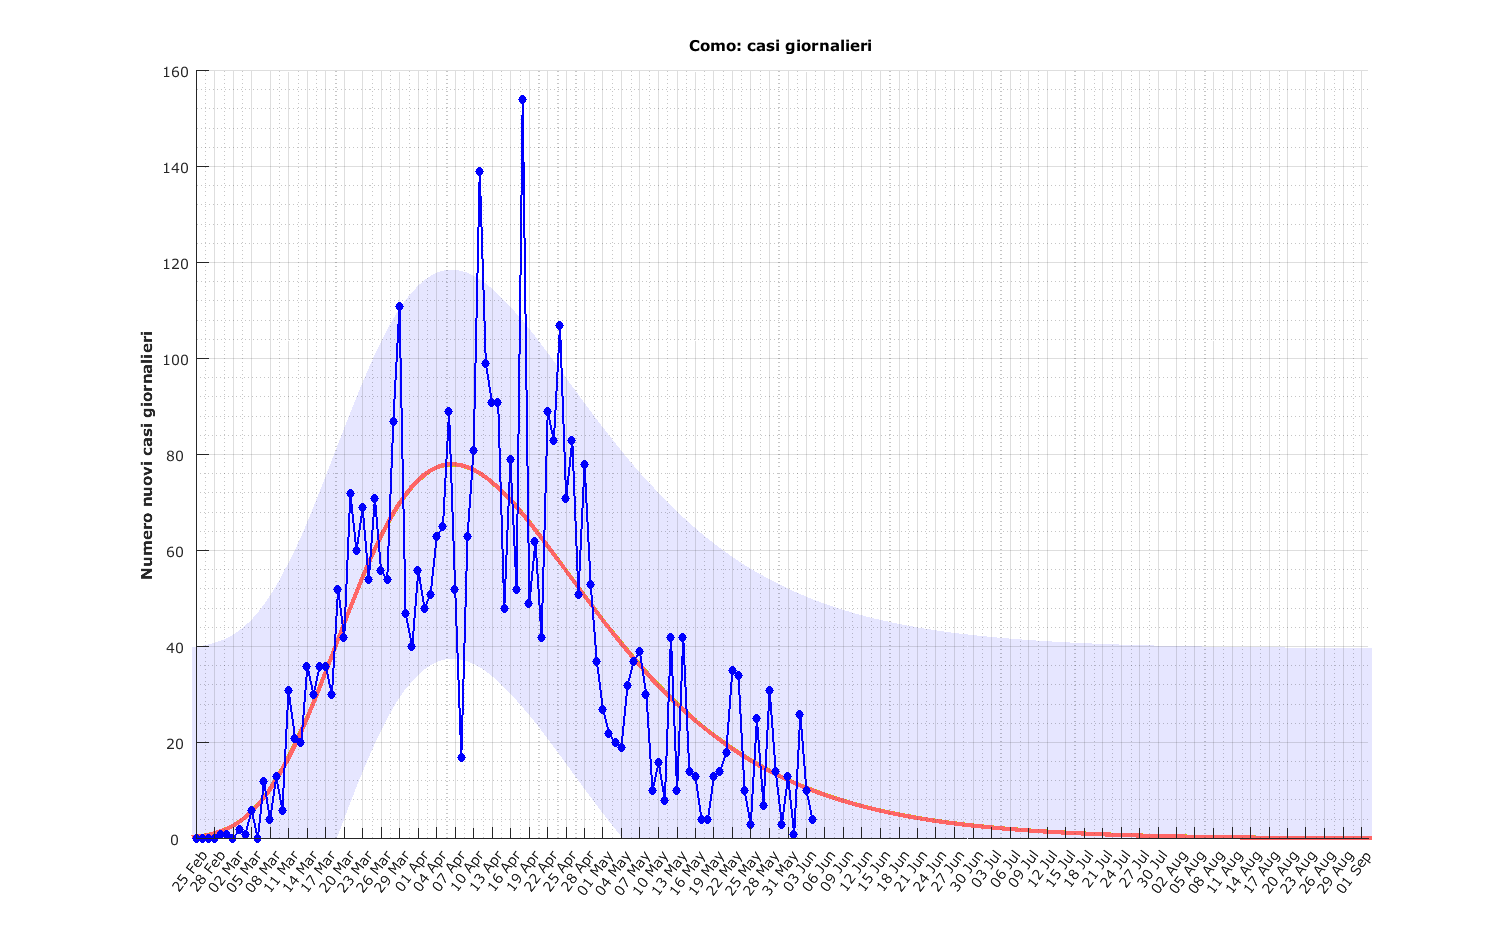 Como: casi giornalieri
Numero nuovi casi giornalieri
160
140
120
100
80
60
40
20
0
25 Feb
28 Feb
02 Mar
05 Mar
08 Mar
11 Mar
14 Mar
17 Mar
20 Mar
23 Mar
26 Mar
29 Mar
01 Apr
04 Apr
07 Apr
10 Apr
13 Apr
16 Apr
19 Apr
22 Apr
25 Apr
28 Apr
01 May
04 May
07 May
10 May
13 May
16 May
19 May
22 May
25 May
28 May
31 May
03 Jun
06 Jun
09 Jun
12 Jun
15 Jun
18 Jun
21 Jun
24 Jun
27 Jun
30 Jun
03 Jul
06 Jul
09 Jul
12 Jul
15 Jul
18 Jul
21 Jul
24 Jul
27 Jul
30 Jul
02 Aug
05 Aug
08 Aug
11 Aug
14 Aug
17 Aug
20 Aug
23 Aug
26 Aug
29 Aug
01 Sep